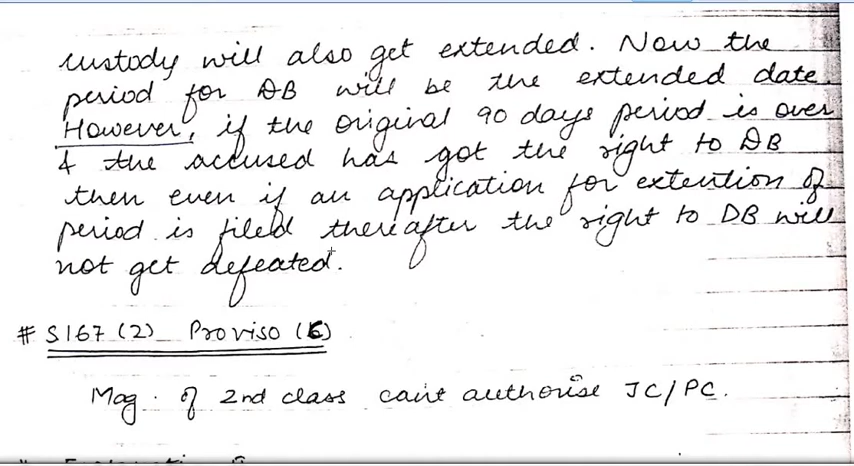 custody will also get extended. Now the
period for DB will be the extended date.
However, if the original 90 days period is over
& the accused has got the right to DB
then even if an application for extention of
period is filed thereafter the right to DB will
not get defeated.
# S167(2) Proviso (C)
Mag. of 2nd class can't authorise JC/PC.